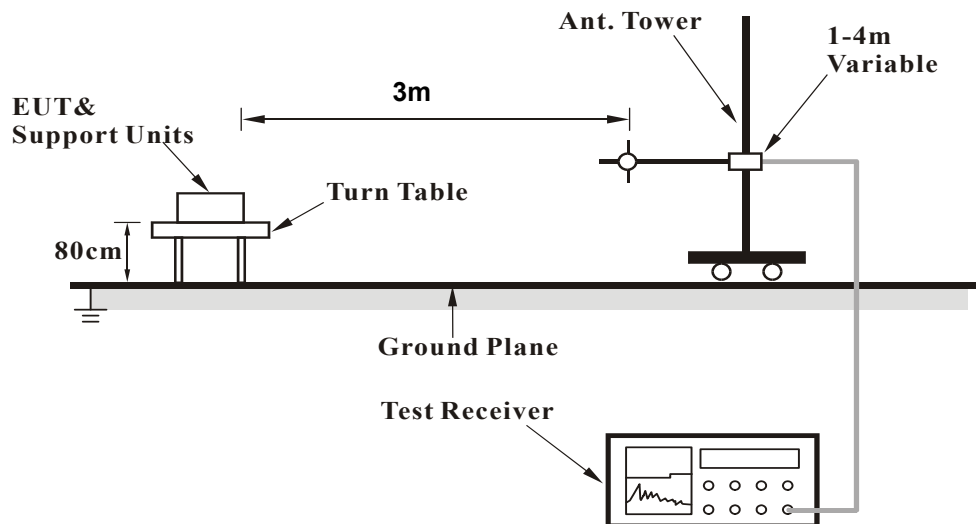 Ant. Tower
1-4m
Variable
3m
EUT&
Support Units
Turn Table
80cm
Ground Plane
Test Receiver